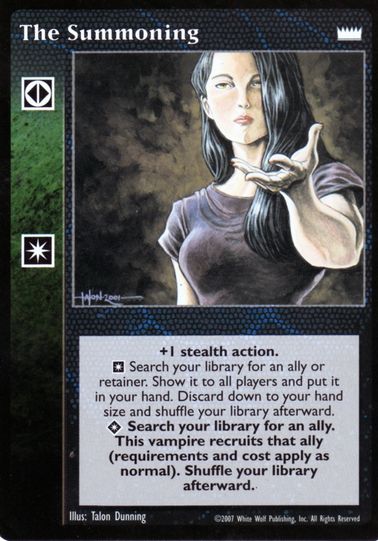 The Summoning
TALON-2001
+1 stealth action.
Search your library for an ally or
retainer. Show it to all players and put it
in your hand. Discard down to your hand
size and shuffle your library afterward.
Search your library for an ally.
This vampire recruits that ally
(requirements and cost apply as
normal). Shuffle your library
afterward.
Illus: Talon Dunning
©2007 White Wolf Publishing, Inc. All Rights Reserved